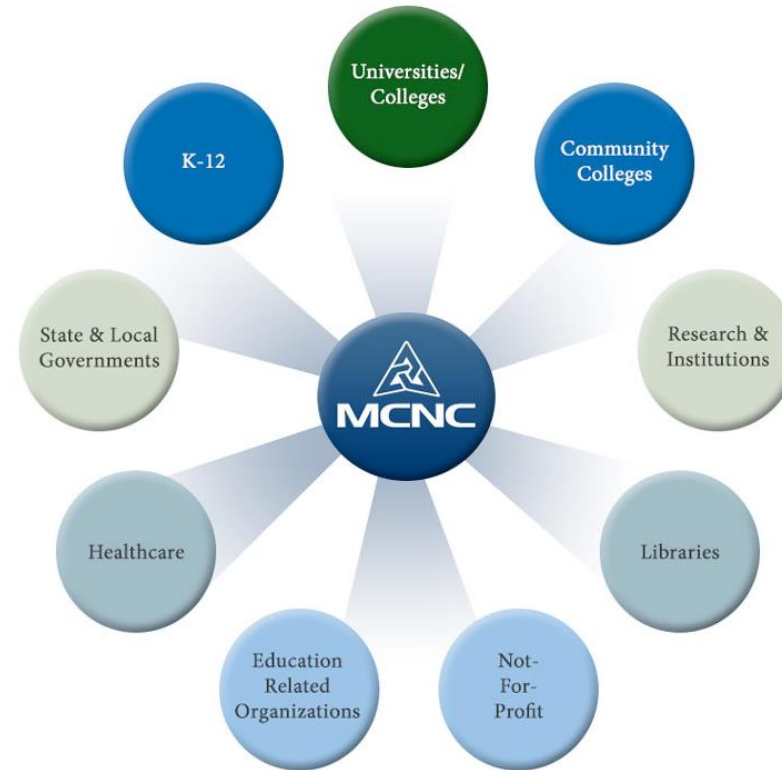 Universities/
Colleges
K-12
Community
Colleges
State & Local
Governments
MCNC
Research &
Institutions
Healthcare
Libraries
Education
Related
Organizations
Not-
For-
Profit